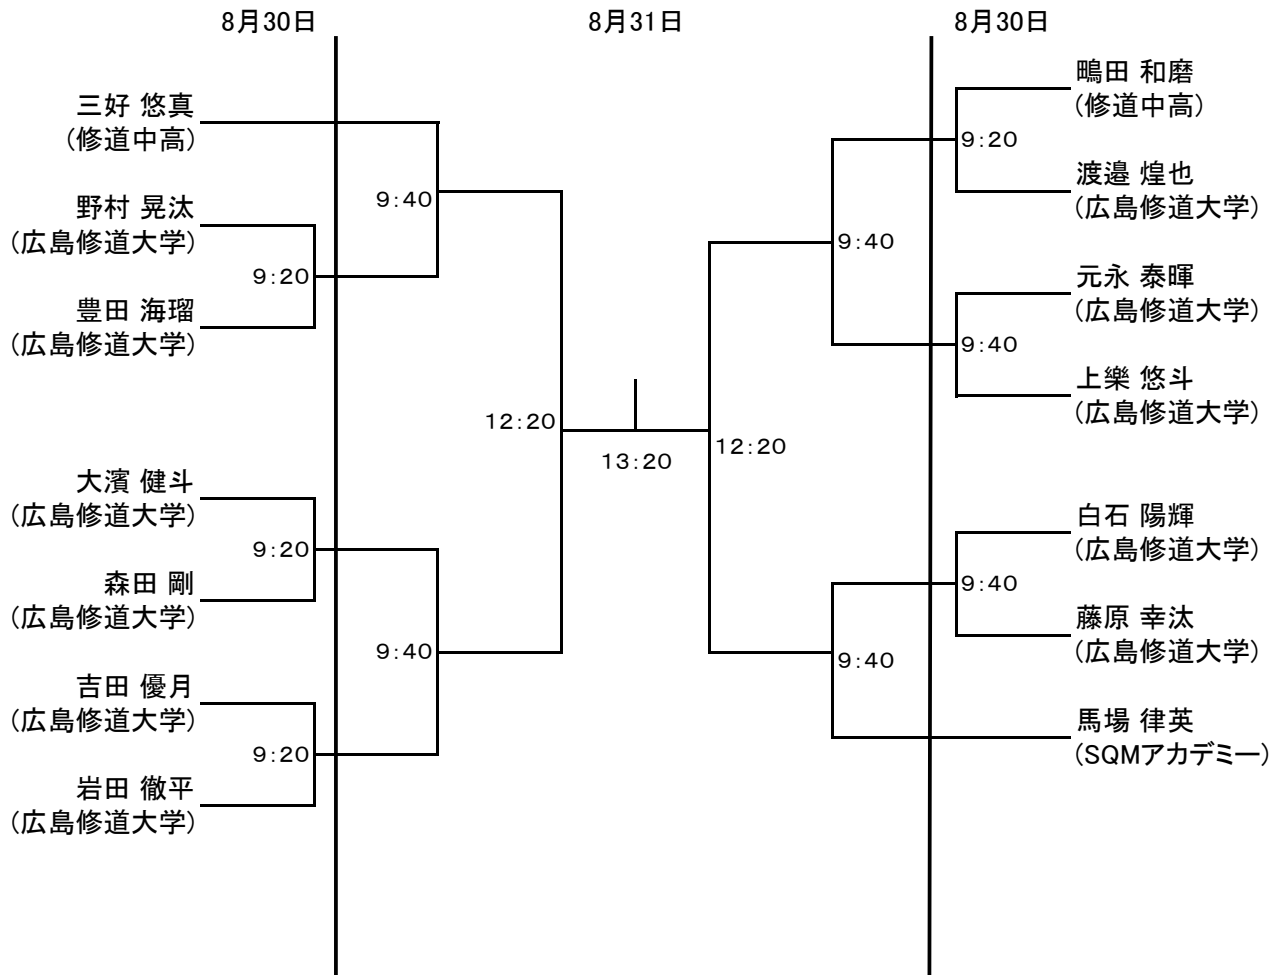 8月30日
8月31日
8月30日
三好 悠真
(修道中高)
野村 晃汰
(広島修道大学)
豊田 海瑠
(広島修道大学)
大濱 健斗
(広島修道大学)
森田 剛
(広島修道大学)
吉田 優月
(広島修道大学)
岩田 徹平
(広島修道大学)
9:20
9:20
9:20
9:40
9:40
12:20
13:20
12:20
9:40
9:40
9:20
9:40
9:40
鴫田 和磨
(修道中高)
渡邉 煌也
(広島修道大学)
元永 泰暉
(広島修道大学)
上樂 悠斗
(広島修道大学)
白石 陽輝
(広島修道大学)
藤原 幸汰
(広島修道大学)
馬場 律英
(SQMアカデミー)